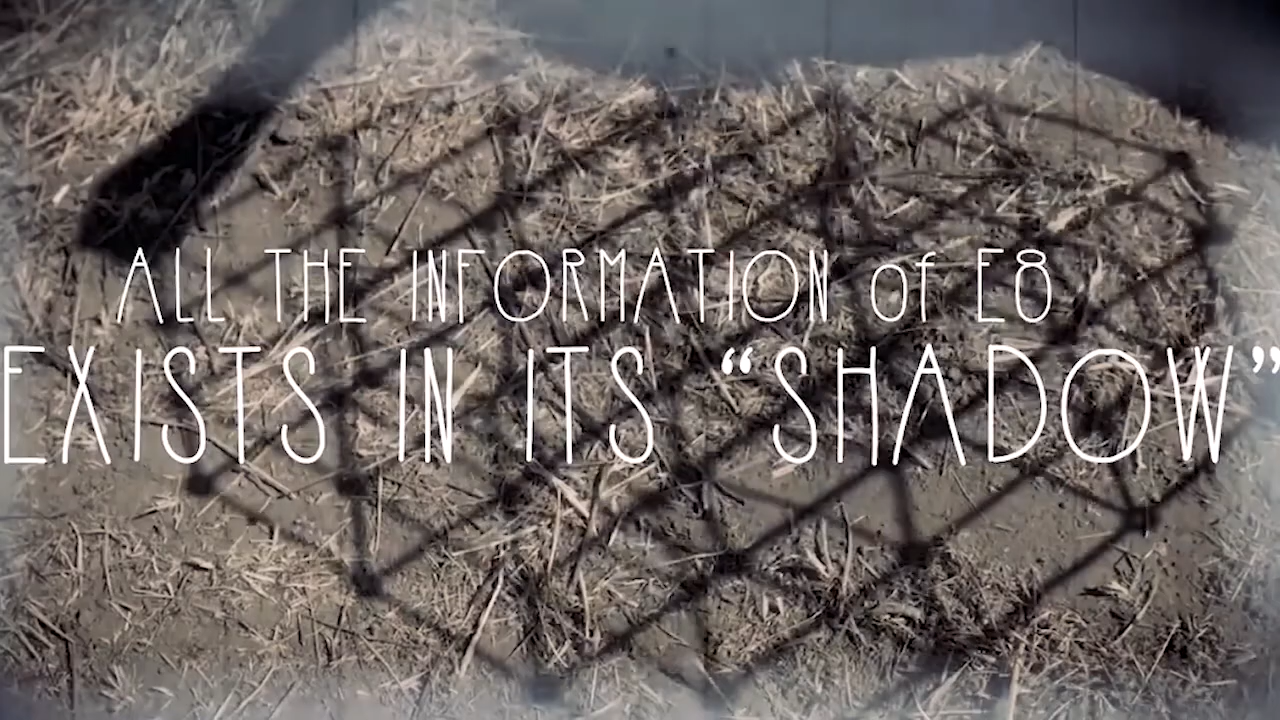 ALL THE INFORMATION of E8
EXISTS IN ITS “SHADOW”